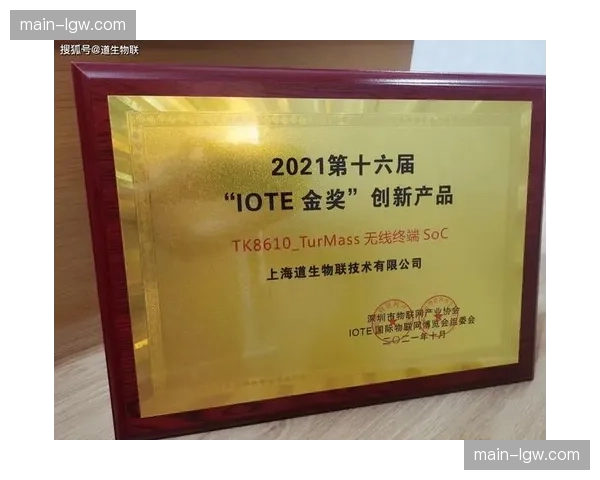 main-lgw.com
搜狐号@道生物联
2021第十六届
“IOTE 金奖”创新产品
TK8610_TurMass 无线终端 SoC
上海道生物联技术有限公司
深圳市物联网产业协会
IOTE 国际物联网博览会组委会
二〇二一年十月
main-lgw.com